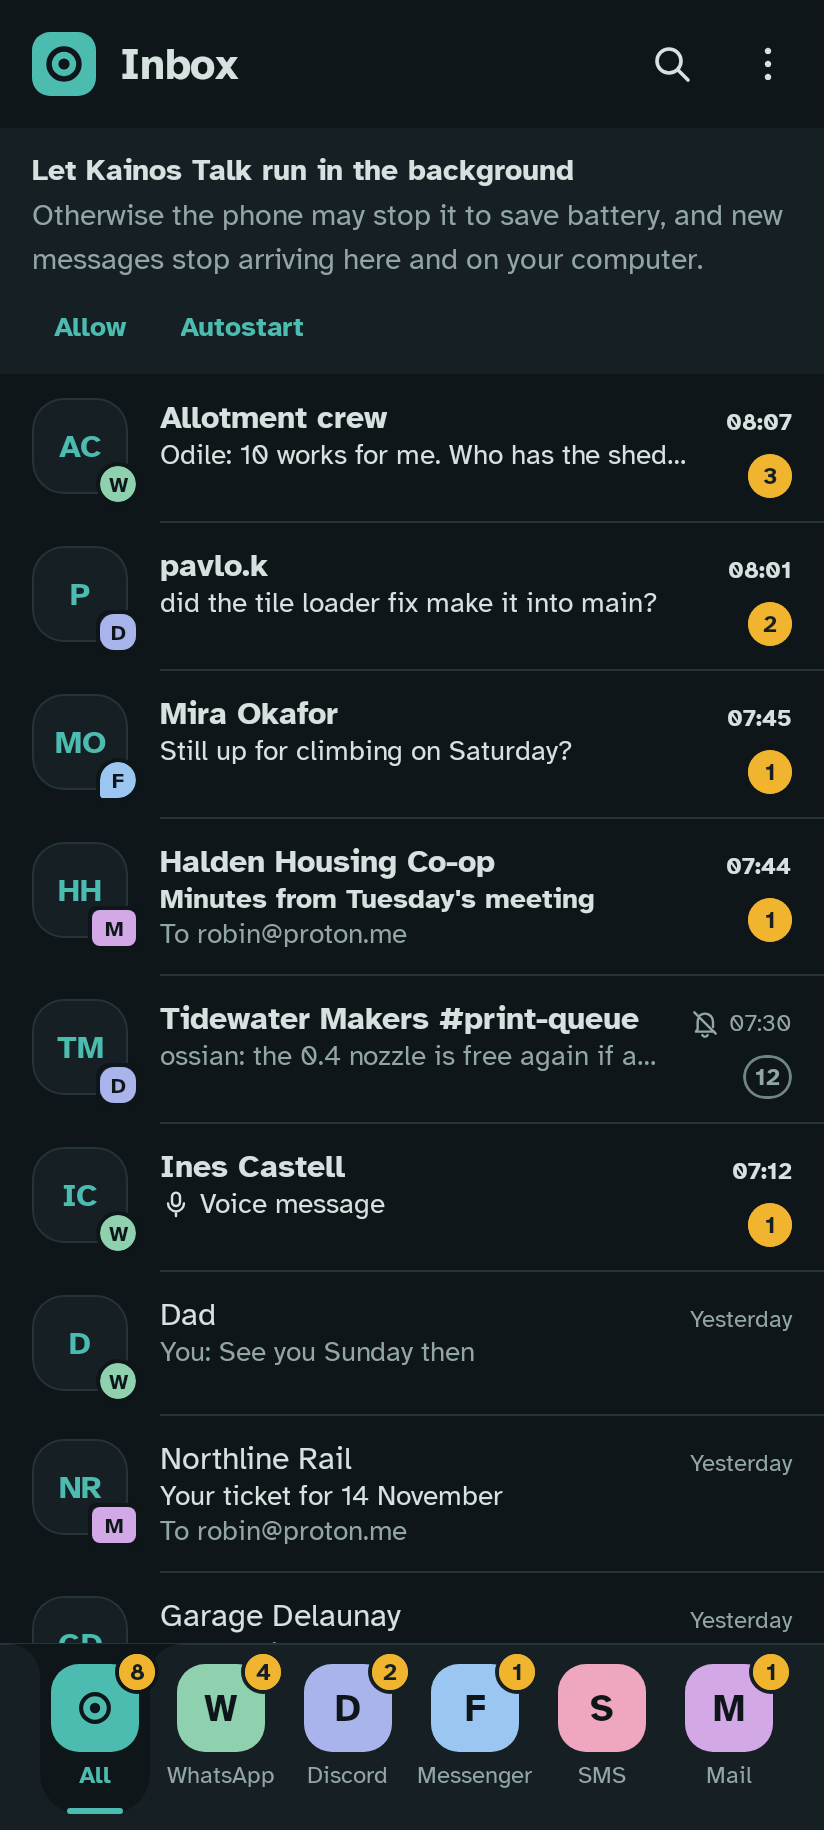 Inbox
Let Kainos Talk run in the background
Otherwise the phone may stop it to save battery, and new
messages stop arriving here and on your computer.
Allow Autostart
AC
W
Allotment crew 08:07
Odile: 10 works for me. Who has the shed... 3
P
D
pavlo.k 08:01
did the tile loader fix make it into main? 2
MO
F
Mira Okafor 07:45
Still up for climbing on Saturday? 1
HH
M
Halden Housing Co-op 07:44
Minutes from Tuesday's meeting 1
To robin@proton.me
TM
D
Tidewater Makers #print-queue 07:30
ossian: the 0.4 nozzle is free again if a... 12
IC
W
Ines Castell 07:12
Voice message 1
D
W
Dad Yesterday
You: See you Sunday then
NR
M
Northline Rail Yesterday
Your ticket for 14 November
To robin@proton.me
Garage Delaunay Yesterday
8 4 2 1 1
W D F S M
All WhatsApp Discord Messenger SMS Mail